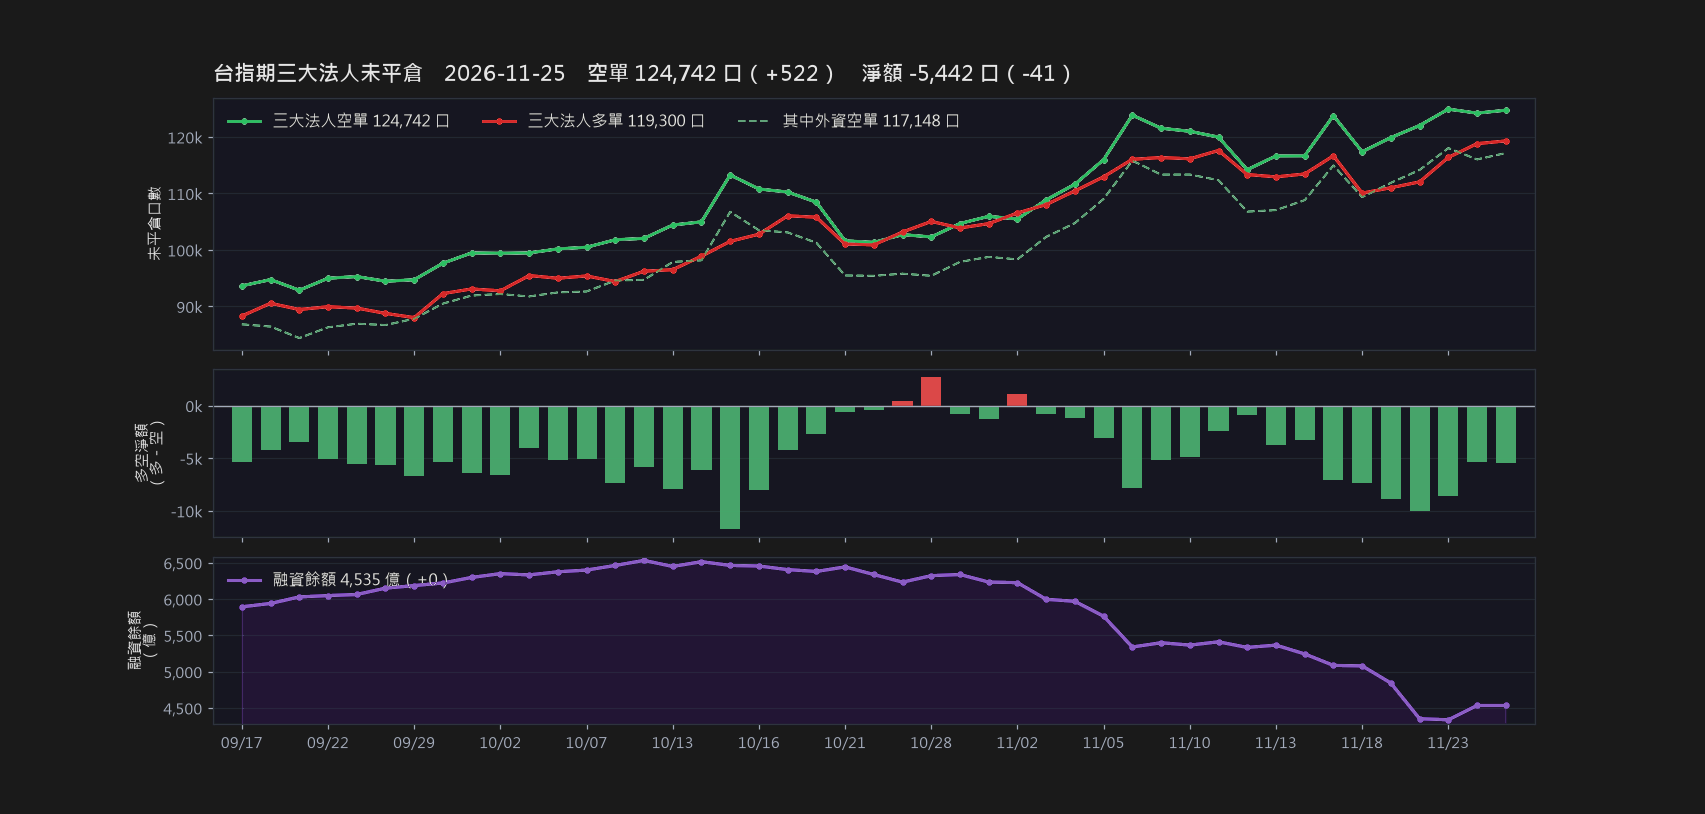 台指期三大法人未平倉 2026-11-25 空單 124,742 口 ( +522 ) 淨額 -5,442 口 ( -41 )
三大法人空單 124,742 口 三大法人多單 119,300 口 其中外資空單 117,148 口
未平倉口數
120k
110k
100k
90k
多空淨額
( 多 - 空 )
0k
-5k
-10k
融資餘額 4,535 億 ( +0 )
融資餘額
( 億 )
6,500
6,000
5,500
5,000
4,500
09/17 09/22 09/29 10/02 10/07 10/13 10/16 10/21 10/28 11/02 11/05 11/10 11/13 11/18 11/23